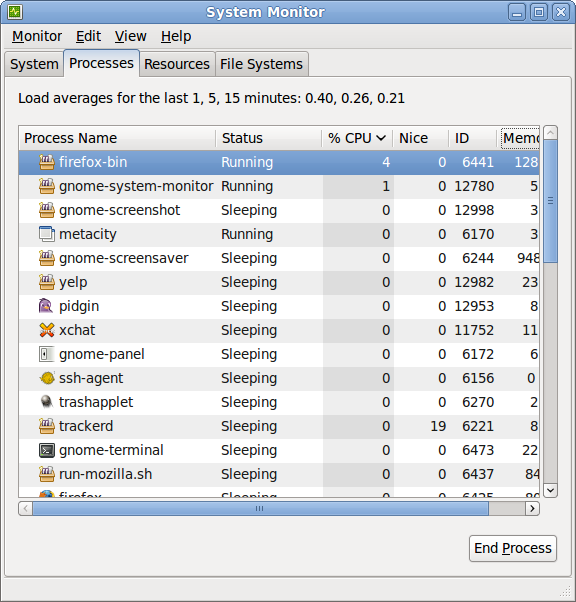 System Monitor
Monitor Edit View Help
System Processes Resources File Systems
Load averages for the last 1, 5, 15 minutes: 0.40, 0.26, 0.21
Process Name Status % CPU Nice ID Memo
firefox-bin Running 4 0 6441 128
gnome-system-monitor Running 1 0 12780 5
gnome-screenshot Sleeping 0 0 12998 3
metacity Running 0 0 6170 3
gnome-screensaver Sleeping 0 0 6244 948
yelp Sleeping 0 0 12982 23
pidgin Sleeping 0 0 12953 8
xchat Sleeping 0 0 11752 11
gnome-panel Sleeping 0 0 6172 6
ssh-agent Sleeping 0 0 6156 0
trashapplet Sleeping 0 0 6270 2
trackerd Sleeping 0 19 6221 8
gnome-terminal Sleeping 0 0 6473 22
run-mozilla.sh Sleeping 0 0 6437 84
firefox Sleeping 0 0 6425
End Process